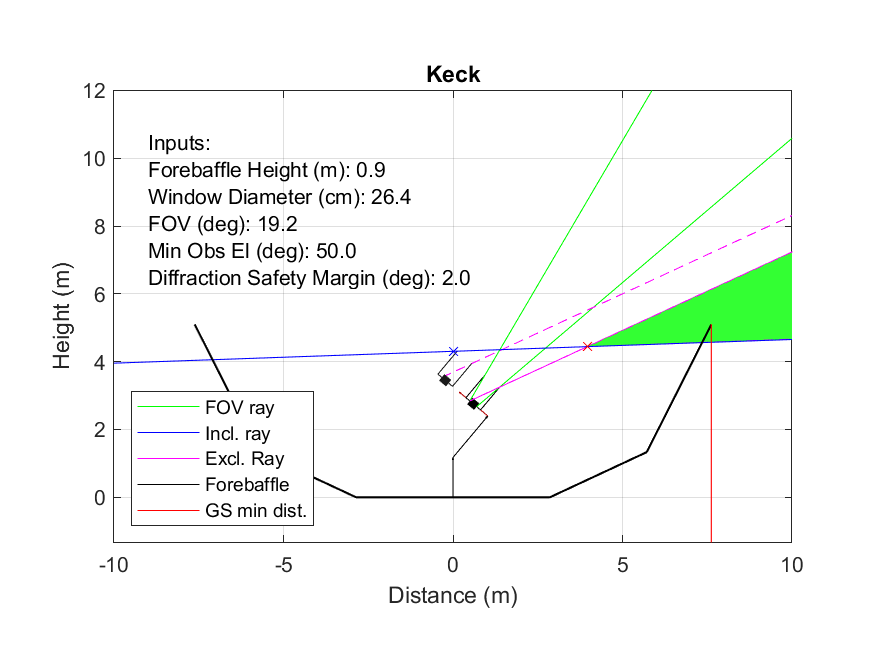 Keck
Inputs:
Forebaffle Height (m): 0.9
Window Diameter (cm): 26.4
FOV (deg): 19.2
Min Obs El (deg): 50.0
Diffraction Safety Margin (deg): 2.0
12
10
8
6
4
2
0
Height (m)
FOV ray
Incl. ray
Excl. Ray
Forebaffle
GS min dist.
-10
-5
0
5
10
Distance (m)